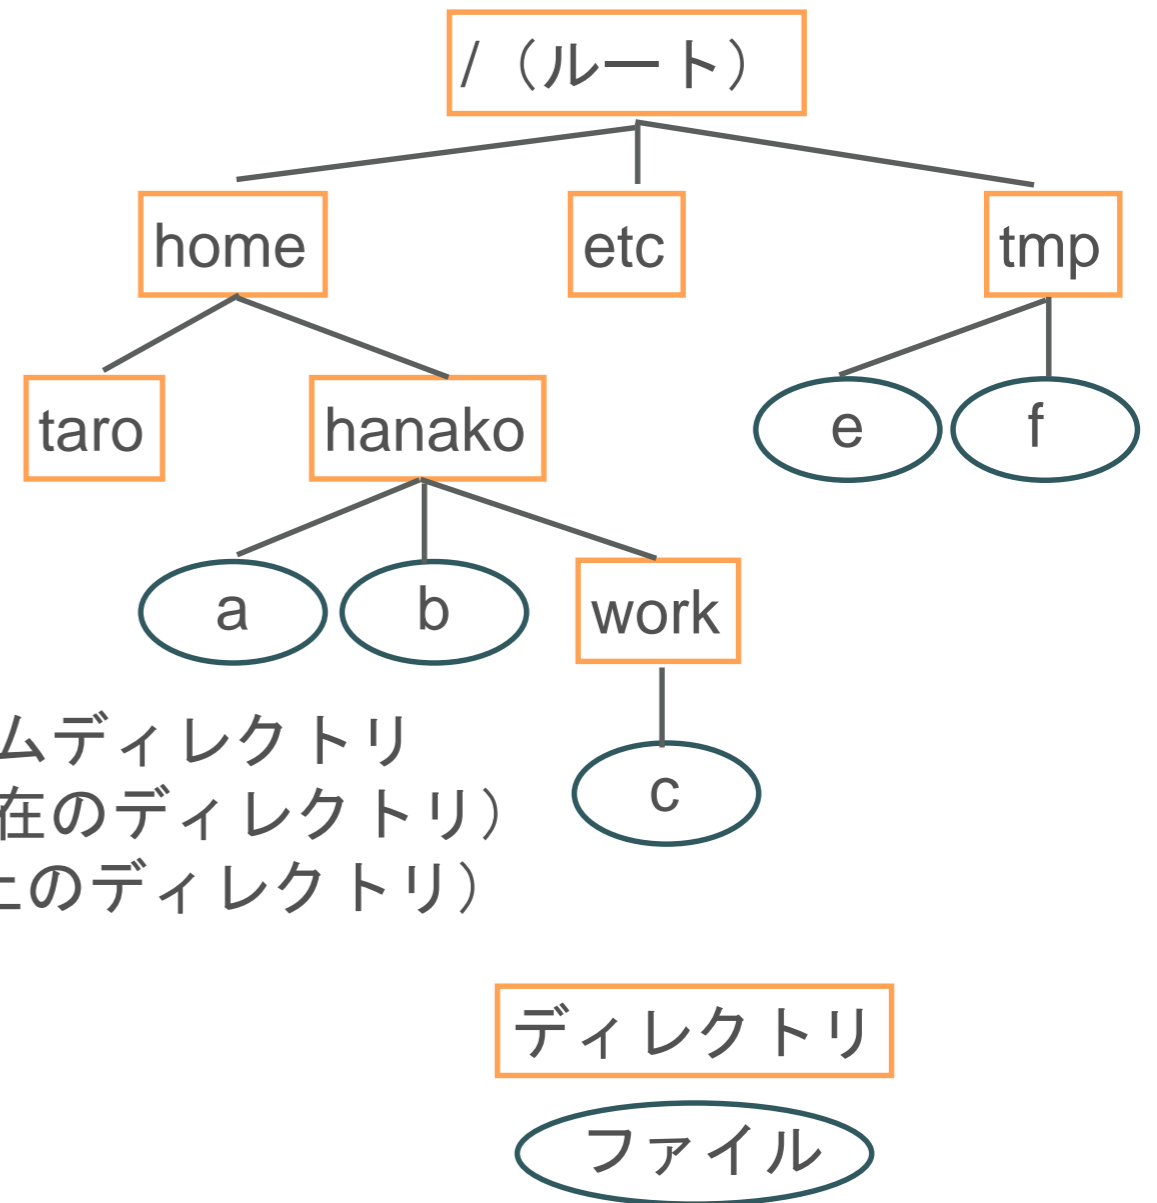 /（ルート）
home
etc
tmp
taro
hanako
e
f
a
b
work
ムディレクトリ
c
在のディレクトリ）
上のディレクトリ）
ディレクトリ
ファイル